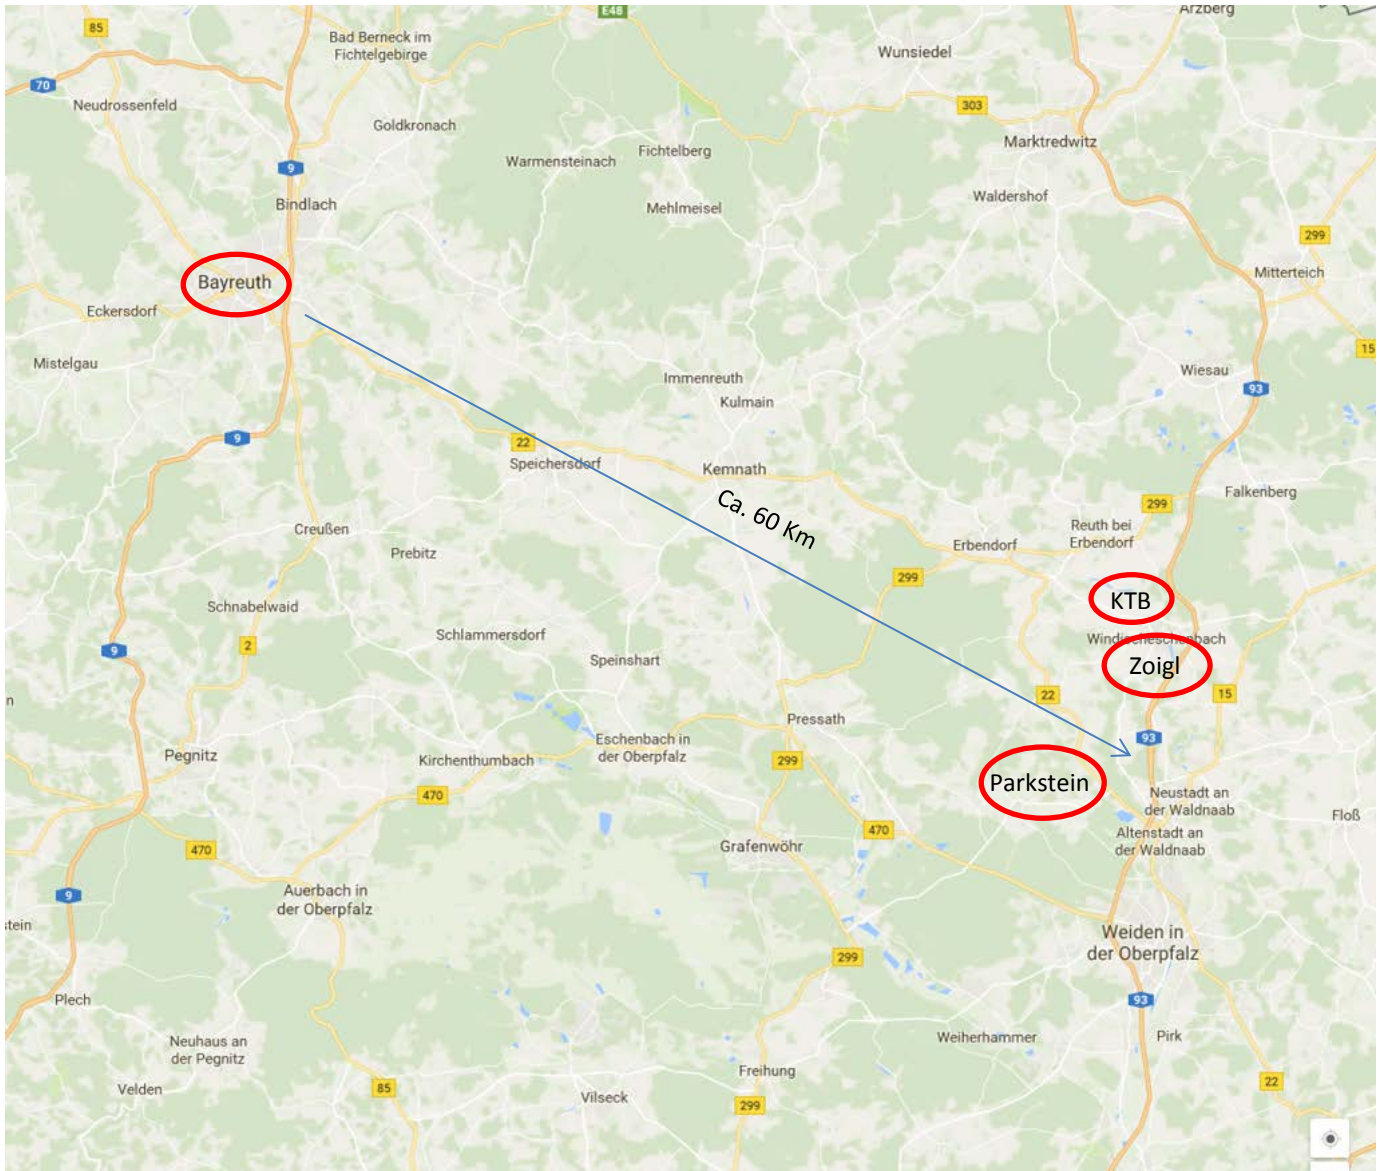 E48
Arzberg
85
Bad Berneck im
Fichtelgebirge
Wunsiedel
70
Neudrossenfeld
303
Goldkronach
Marktredwitz
Fichtelberg
Warmensteinach
9
Waldershof
Bindlach
Mehlmeisel
299
Mitterteich
Bayreuth
Eckersdorf
15
Mistelgau
Wiesau
Immenreuth
93
Kulmain
9
22
Speichersdorf
Kemnath
Falkenberg
Ca. 60 Km
299
Creußen
Reuth bei
Erbendorf
Erbendorf
Prebitz
299
KTB
Schnabelwaid
Schlammersdorf
Windischeschenbach
2
9
Speinshart
Zoigl
22
15
n
Pressath
93
Eschenbach in
der Oberpfalz
Pegnitz
Kirchenthumbach
299
Parkstein
470
Neustadt an
der Waldnaab
Floß
470
Altenstadt an
der Waldnaab
Grafenwöhr
470
Auerbach in
der Oberpfalz
9
stein
Weiden in
der Oberpfalz
299
Plech
93
Neuhaus an
der Pegnitz
Weiherhammer
Pirk
Freihung
22
Velden
85
Vilseck
299